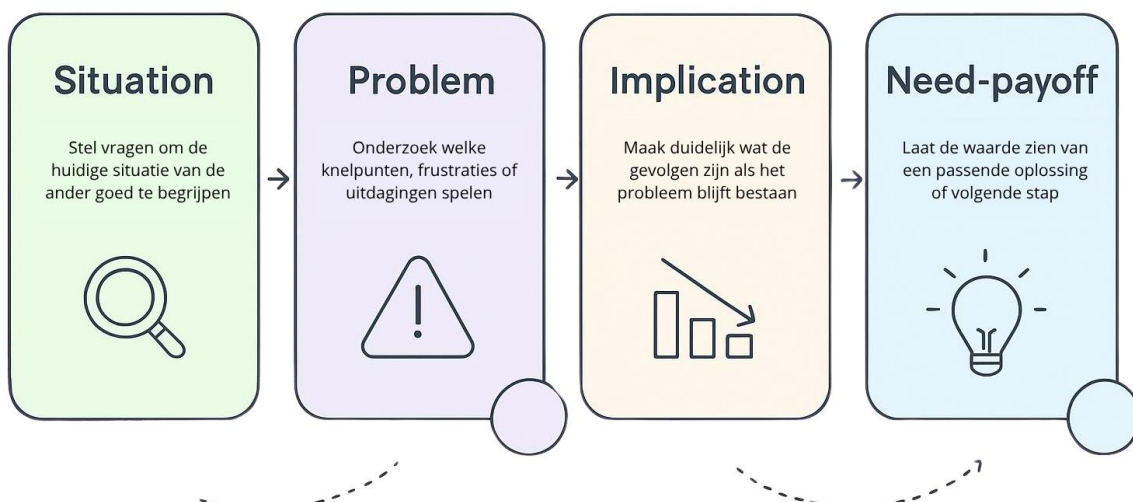 Situation
Stel vragen om de
huidige situatie van de
ander goed te begrijpen
Problem
Onderzoek welke
knelpunten, frustraties of
uitdagingen spelen
Implication
Maak duidelijk wat de
gevolgen zijn als het
probleem blijft bestaan
Need-payoff
Laat de waarde zien van
een passende oplossing
of volgende stap